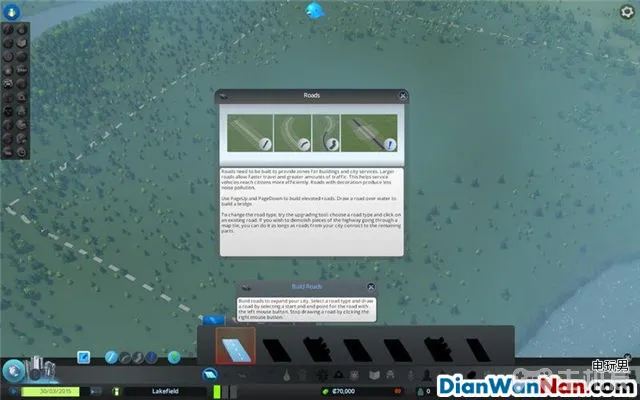 Roads
Roads need to be built to provide zones for buildings and city services. Larger
roads allow faster travel and greater amounts of traffic. This helps service
vehicles reach citizens more efficiently. Roads with decoration produce less
noise pollution.
Use PageUp and PageDown to build elevated roads. Draw a road over water to
build a bridge.
To change the road type, try the upgrading tool: choose a road type and click on
an existing road. If you wish to demolish pieces of the highway going through a
map tile, you can do it as long as roads from your city connect to the remaining
parts.
Build Roads
Build roads to expand your city. Select a road type and draw
a road by selecting a start and end point for the road with
the left mouse button. Stop drawing a road by clicking the
right mouse button.
电玩男
30/03/2015
Lakefield
₡70,000
0
DianWanNan.com